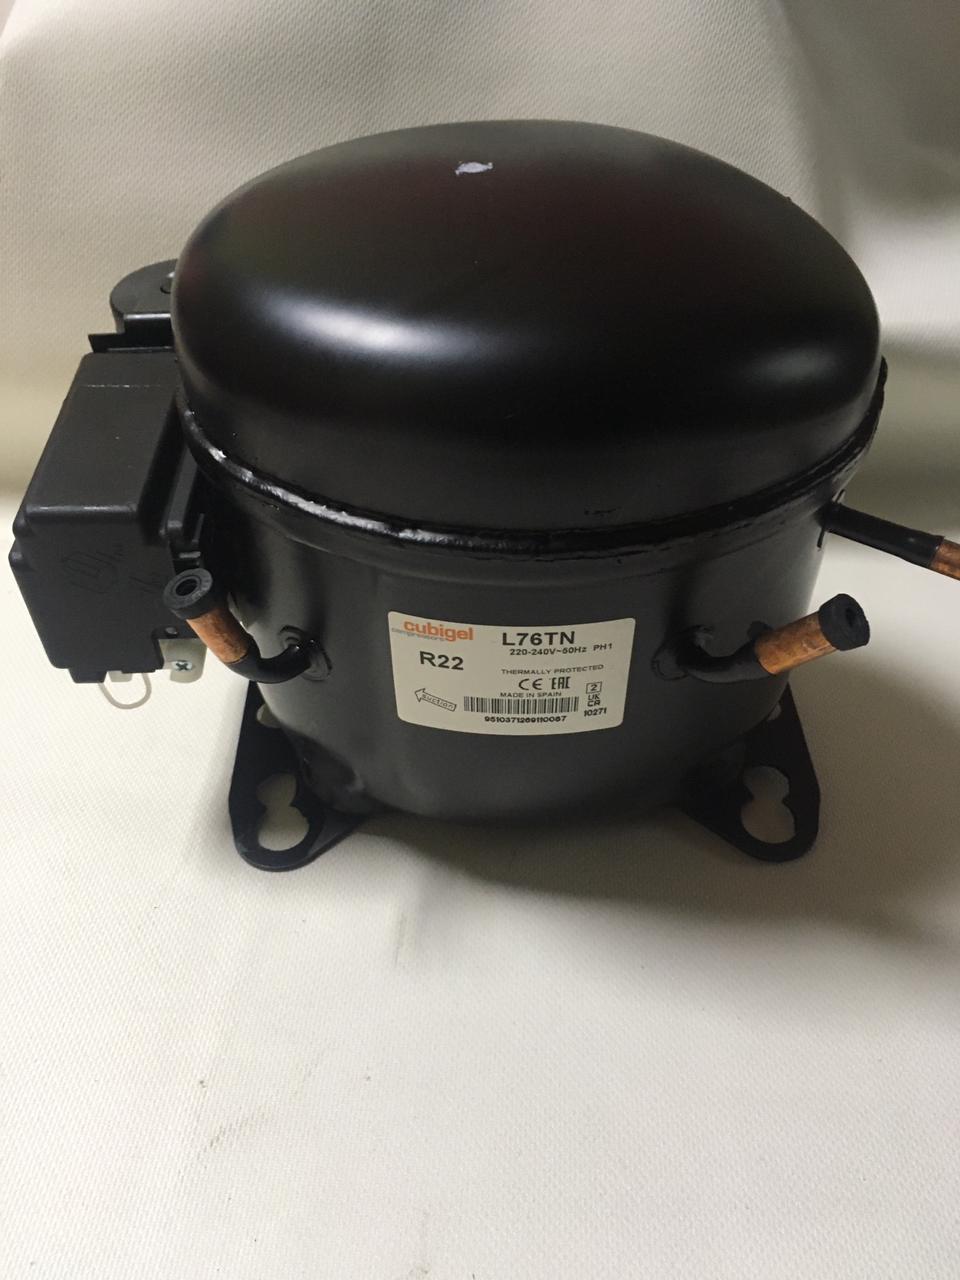 cubigel
compressors
L76TN
R22
220-240V~50Hz PH1
THERMALLY PROTECTED
CE EAC
MADE IN SPAIN
suction
2
UK
CA
9510371269110087
10271